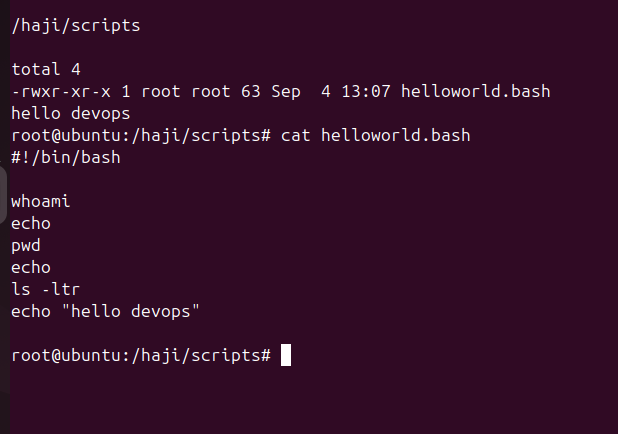 /haji/scripts
total 4
-rwxr-xr-x 1 root root 63 Sep  4 13:07 helloworld.bash
hello devops
root@ubuntu:/haji/scripts# cat helloworld.bash
#!/bin/bash
whoami
echo
pwd
echo
ls -ltr
echo "hello devops"
root@ubuntu:/haji/scripts#